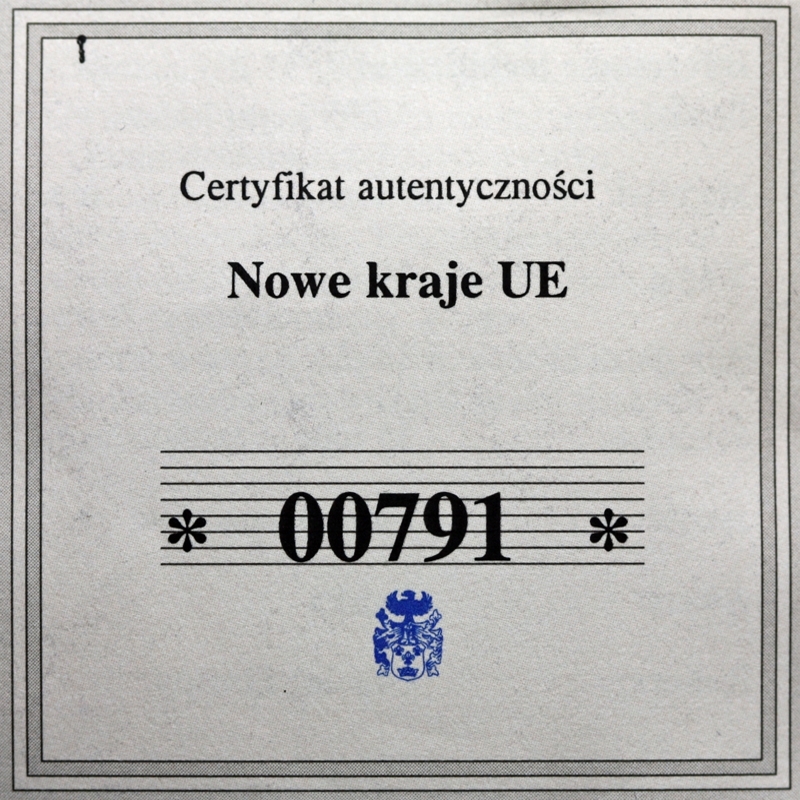 Certyfikat autentyczności
Nowe kraje UE
* 00791 *